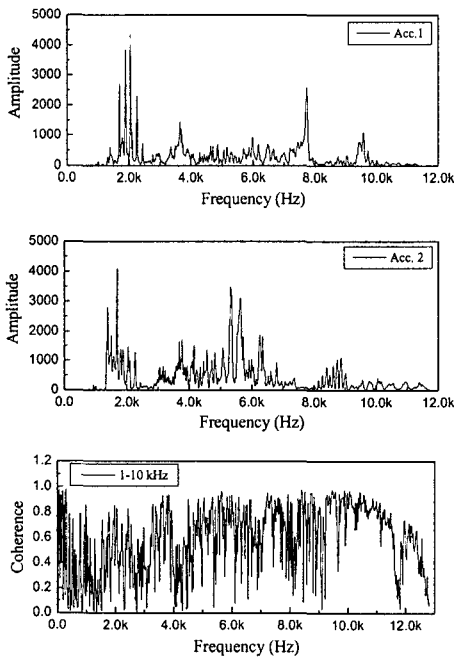 5000
4000
3000
2000
1000
0
Amplitude
Acc.1
0.0 2.0k 4.0k 6.0k 8.0k 10.0k 12.0k
Frequency (Hz)
5000
4000
3000
2000
1000
0
Amplitude
Acc. 2
0.0 2.0k 4.0k 6.0k 8.0k 10.0k 12.0k
Frequency (Hz)
1.2
1.0
0.8
0.6
0.4
0.2
0.0
Coherence
1-10 kHz
0.0 2.0k 4.0k 6.0k 8.0k 10.0k 12.0k
Frequency (Hz)